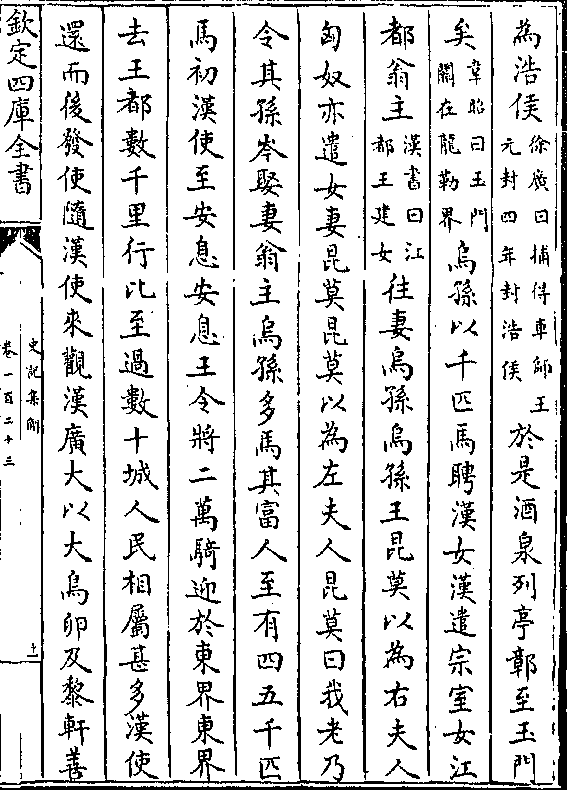 為浩侯徐廣曰捕得車師王元封四年封浩侯於是酒泉列亭鄣至玉門
矣韋昭曰玉門關在龍勒界烏孫以千匹馬聘漢女漢遣宗室女江
都翁主漢書曰江都王建女往妻烏孫烏孫王昆莫以為右夫人
匈奴亦遣女妻昆莫昆莫以為左夫人昆莫曰我老乃
令其孫岑娶妻翁主烏孫多馬其富人至有四五千匹
馬初漢使至安息安息王令將二萬騎迎於東界東界
去王都數千里行比至過數十城人民相屬甚多漢使
還而後發使隨漢使來觀漢廣大以大鳥卵及黎軒善
欽定四庫全書
史記集解
卷一百二十三
十